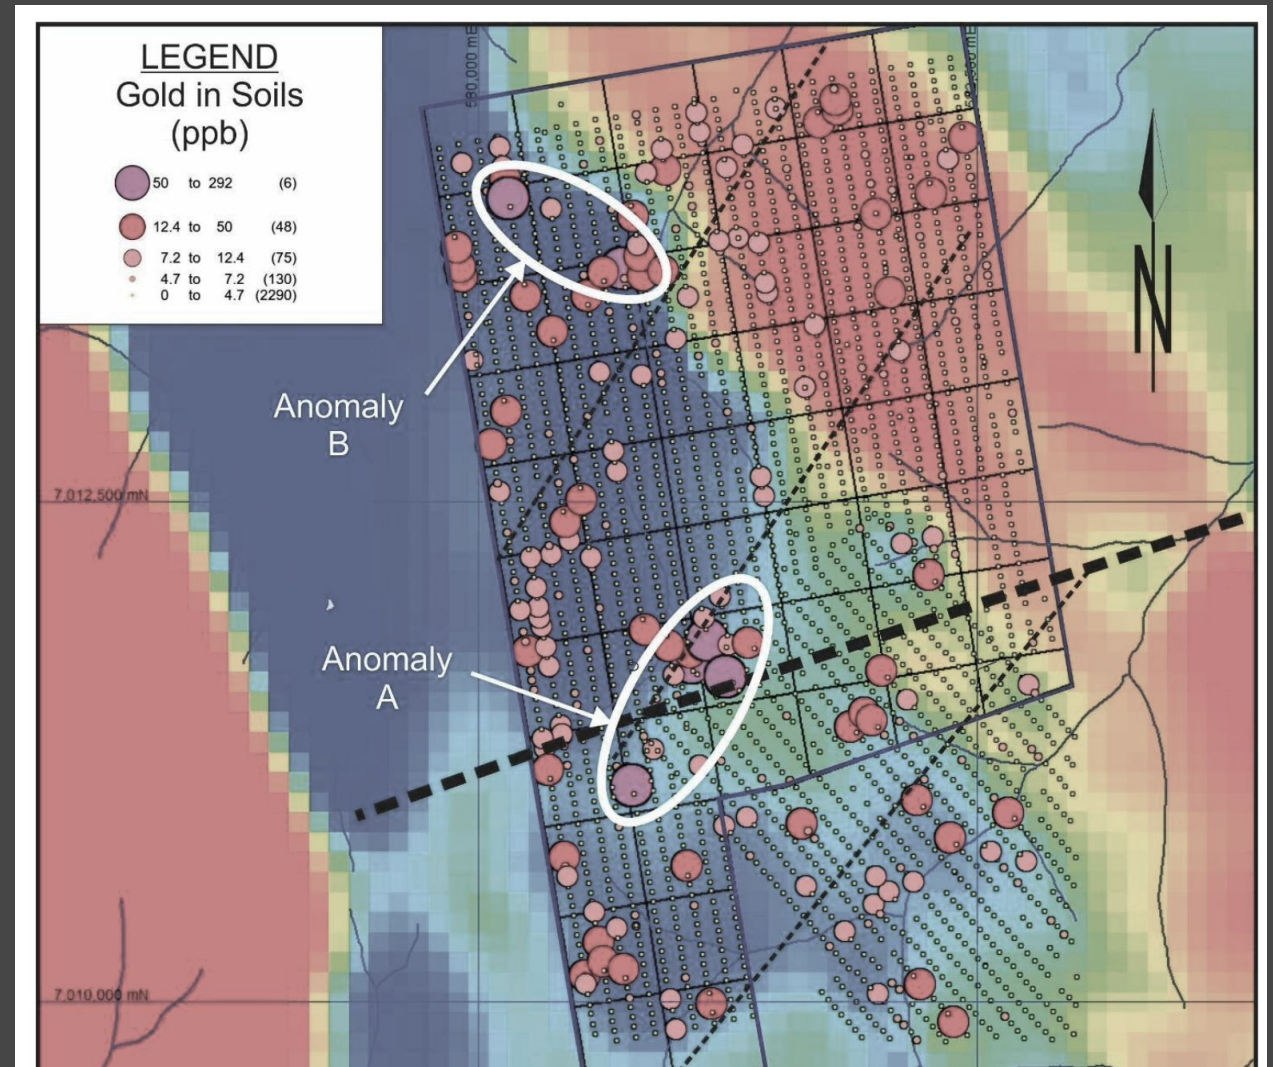 LEGEND
Gold in Soils
(ppb)
50 to 292 (6)
12.4 to 50 (48)
7.2 to 12.4 (75)
4.7 to 7.2 (130)
0 to 4.7 (2290)
580,000 mE
mE
N
Anomaly
B
7,012,500 mN
Anomaly
A
7,010,000 mN